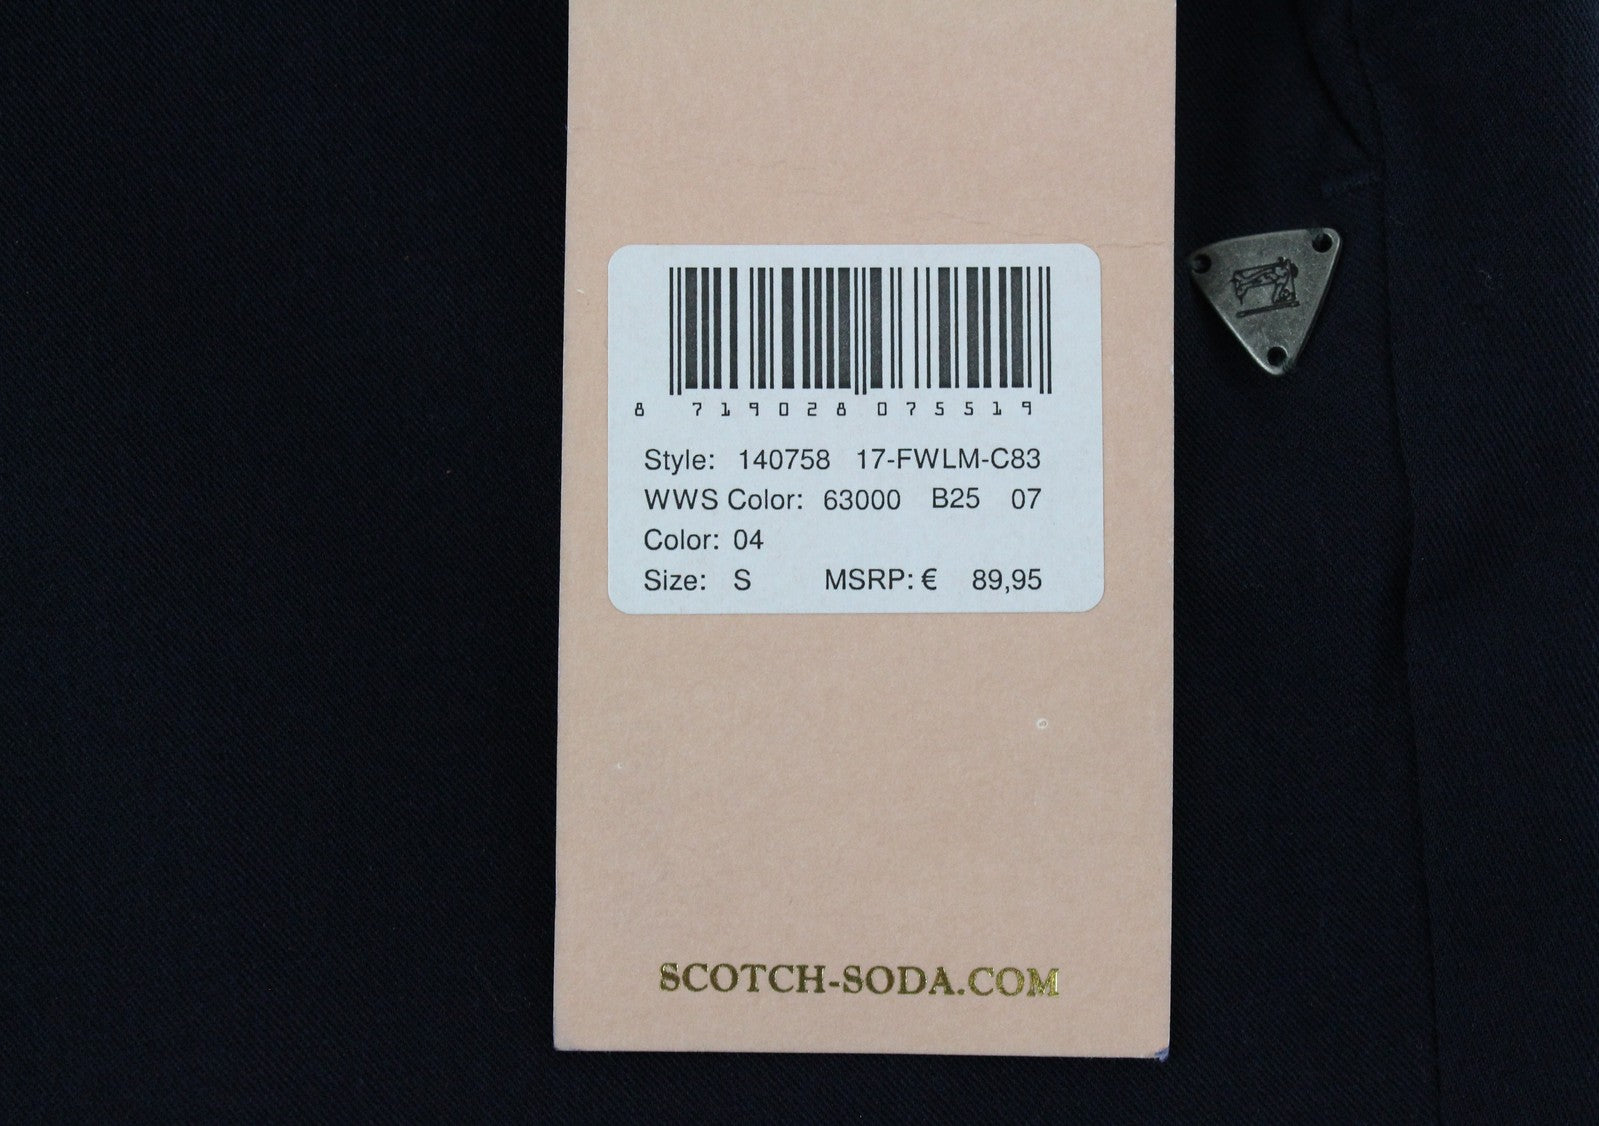 8 719028 075519
Style: 140758 17-FWLM-C83
WWS Color: 63000 B25 07
Color: 04
Size: S MSRP: € 89,95
SCOTCH-SODA.COM